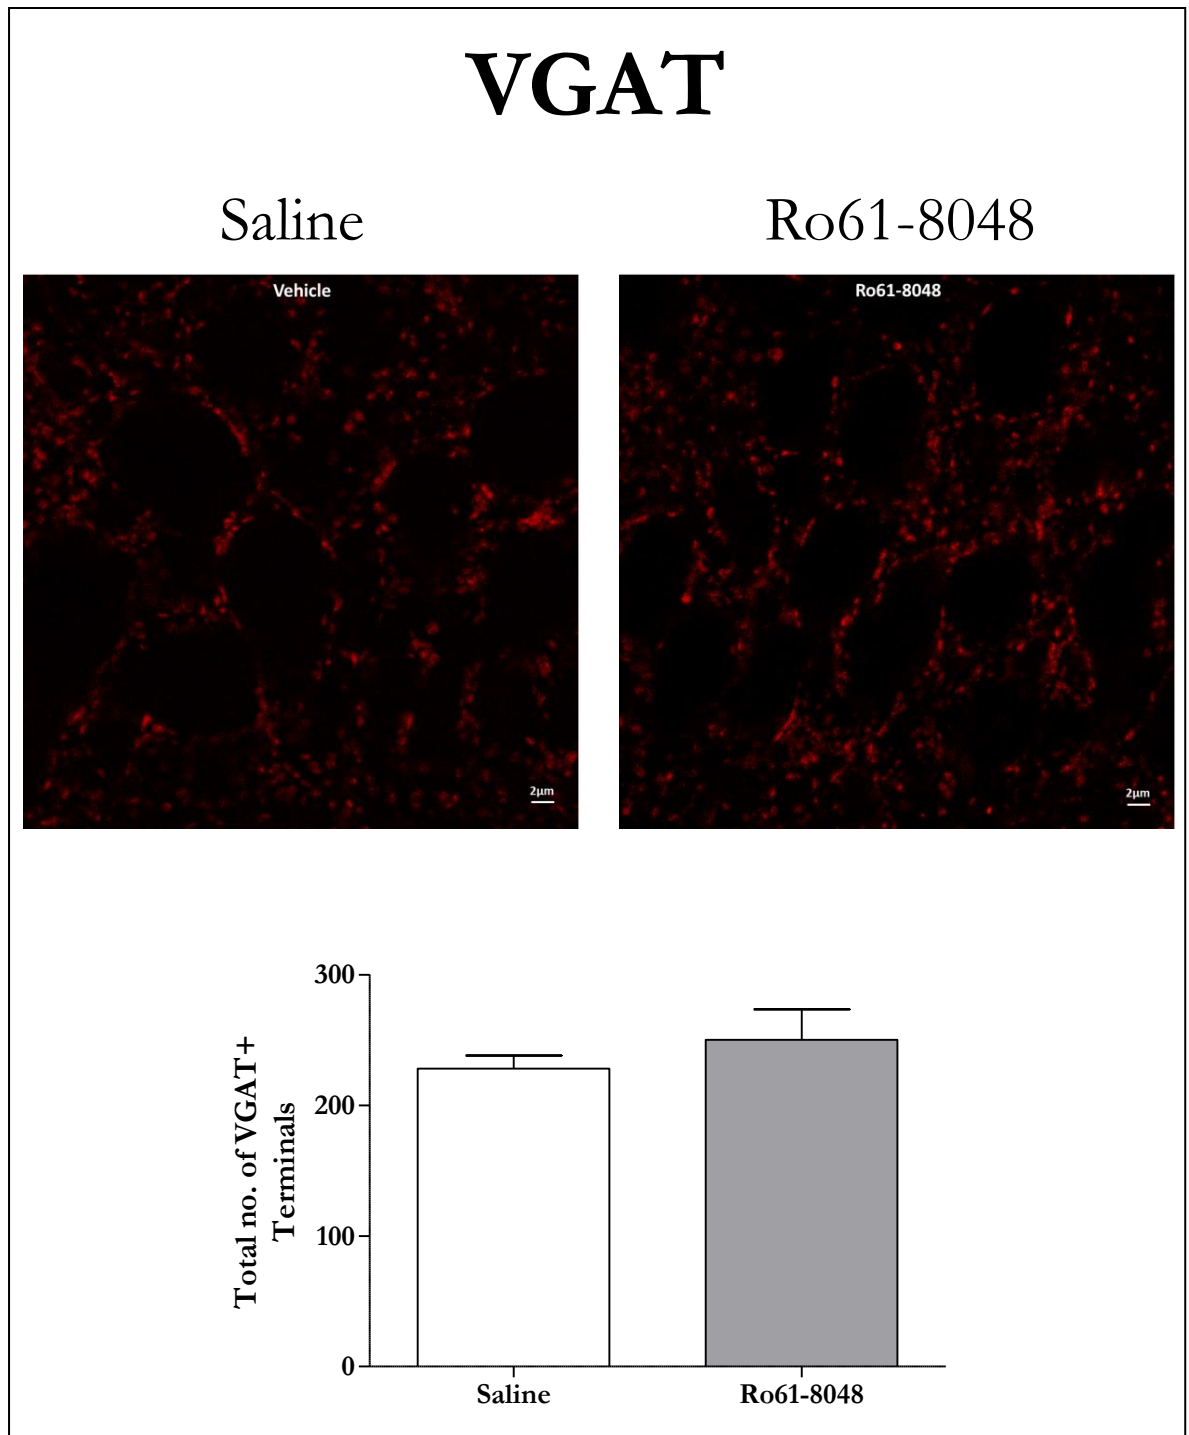 VGAT
Saline
Ro61-8048
Vehicle
Ro61-8048
2µm
2µm
Total no. of VGAT+
Terminals
300
200
100
0
Saline
Ro61-8048